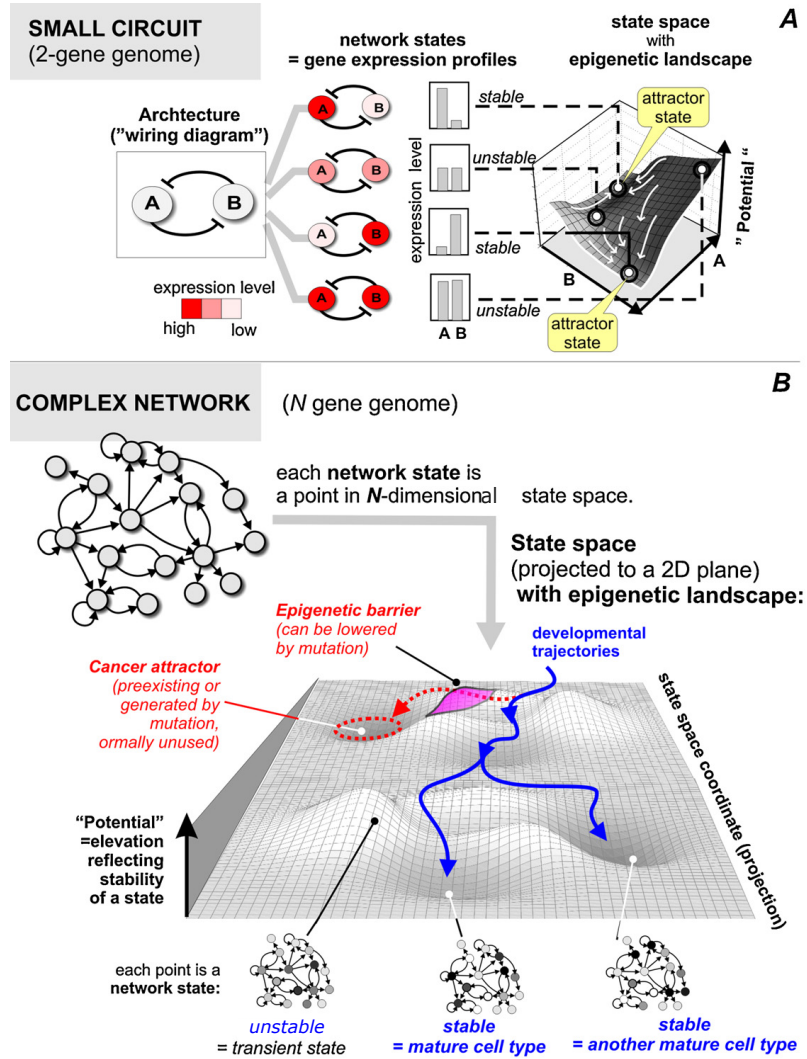 SMALL CIRCUIT
(2-gene genome)
A
network states
= gene expression profiles
state space
with
epigenetic landscape
Archtecture
("wiring diagram")
A
B
expression level
high
low
A
B
A
B
A
B
A
B
expression level
A B
stable
unstable
stable
unstable
attractor
state
attractor
state
B
A
„ Potential “
B
COMPLEX NETWORK
(N gene genome)
each network state is
a point in N-dimensional state space.
State space
(projected to a 2D plane)
with epigenetic landscape:
Epigenetic barrier
(can be lowered
by mutation)
developmental
trajectories
Cancer attractor
(preexisting or
generated by
mutation,
ormally unused)
state space coordinate (projection)
“Potential”
=elevation
reflecting
stability
of a state
each point is a
network state:
unstable
= transient state
stable
= mature cell type
stable
= another mature cell type